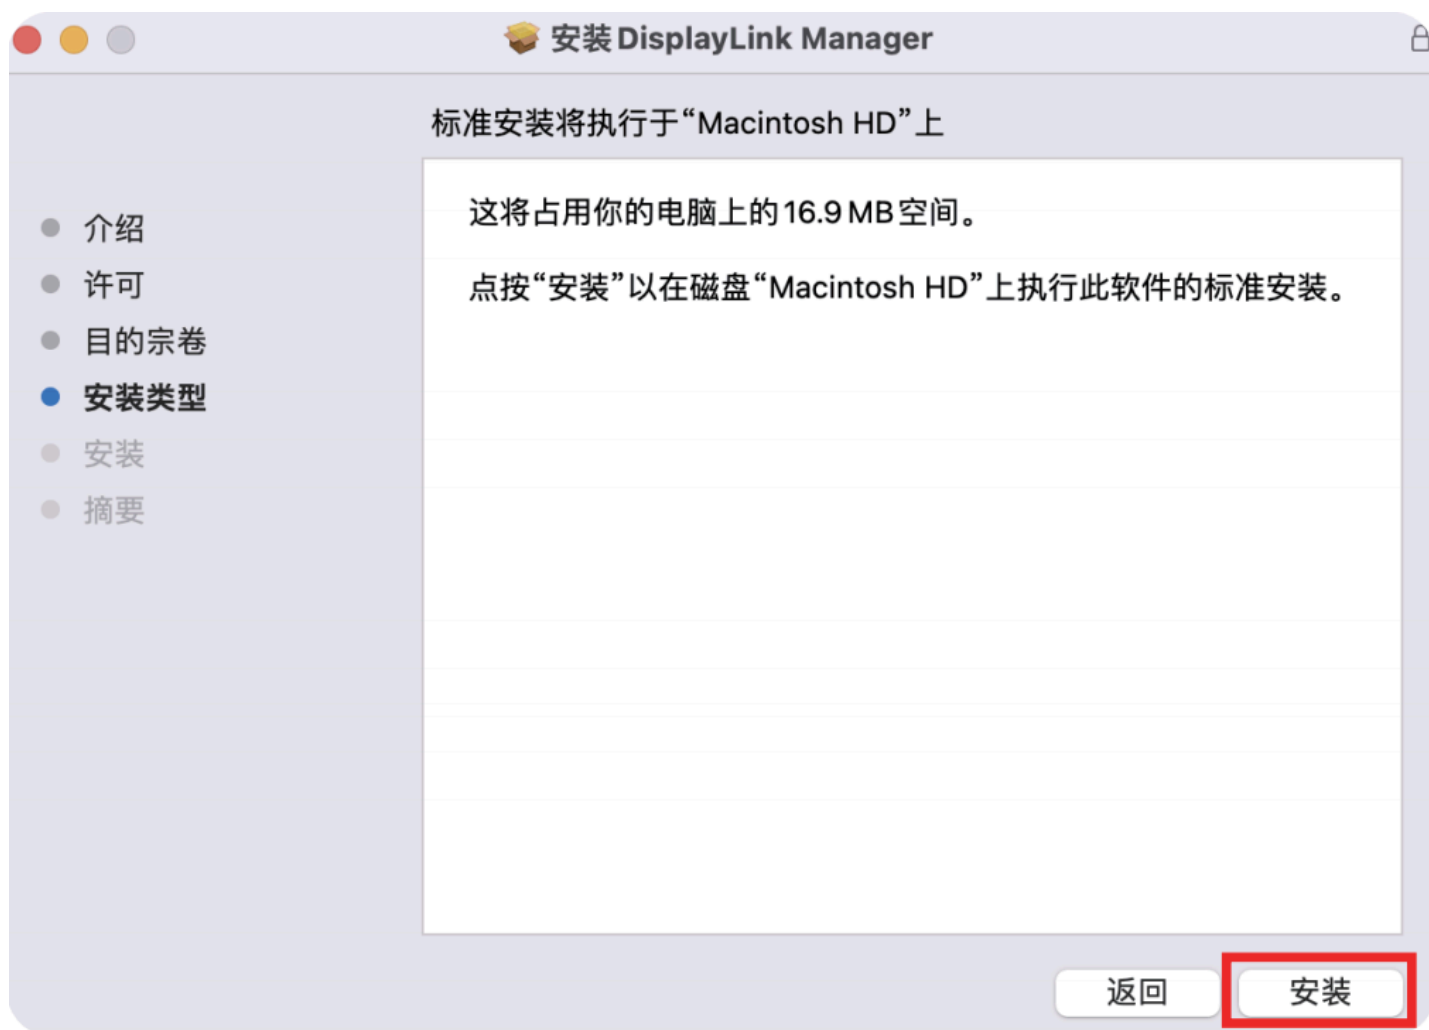 安装 DisplayLink Manager
标准安装将执行于“Macintosh HD”上
这将占用你的电脑上的16.9 MB空间。
点按“安装”以在磁盘“Macintosh HD”上执行此软件的标准安装。
介绍
许可
目的宗卷
安装类型
安装
摘要
返回
安装